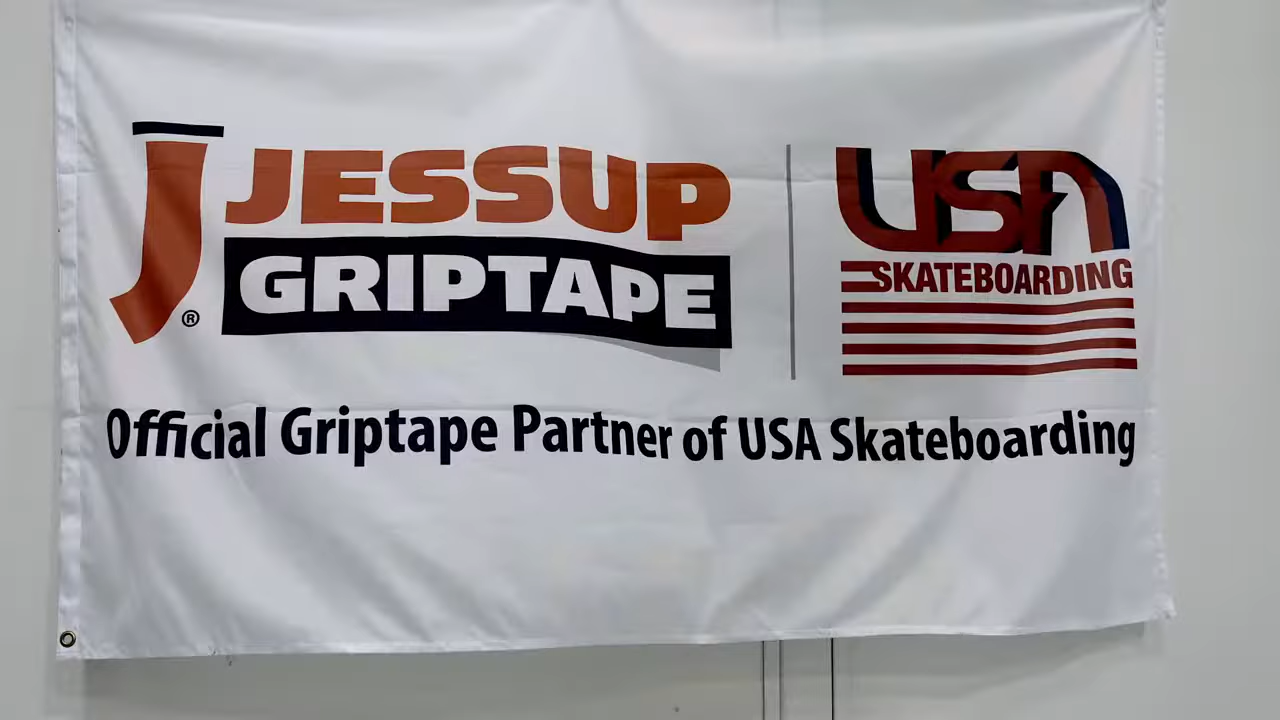 J®
JESSUP
GRIPTAPE
USA
SKATEBOARDING
Official Griptape Partner of USA Skateboarding